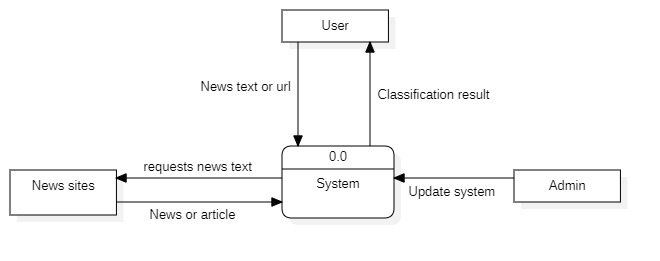 User
News text or url
Classification result
0.0
System
requests news text
News sites
News or article
Update system
Admin